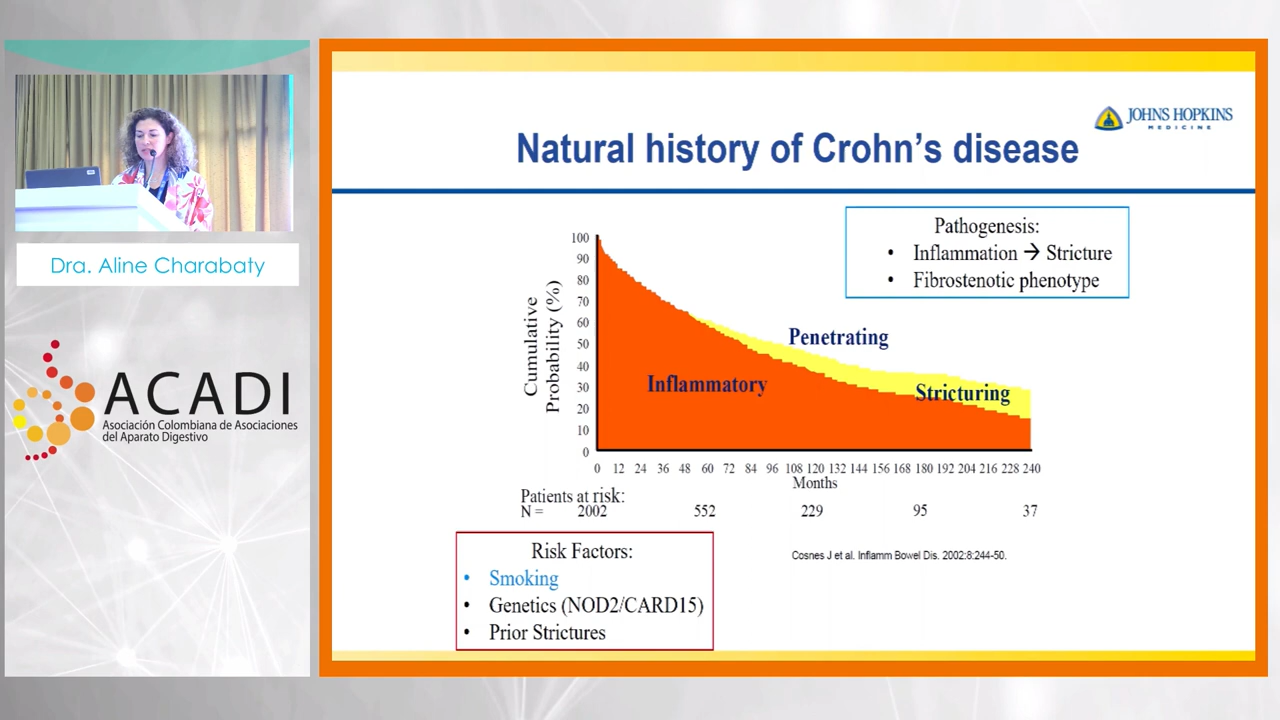 Dra. Aline Charabaty
ACADI
Asociación Colombiana de Asociaciones
del Aparato Digestivo
JOHNS HOPKINS
MEDICINE
Natural history of Crohn's disease
Pathogenesis:
• Inflammation → Stricture
• Fibrostenotic phenotype
Cumulative
Probability (%)
100
90
80
70
60
50
40
30
20
10
0
Penetrating
Inflammatory
Stricturing
0 12 24 36 48 60 72 84 96 108 120 132 144 156 168 180 192 204 216 228 240
Months
Patients at risk:
N = 2002 552 229 95 37
Cosnes J et al. Inflamm Bowel Dis. 2002:8:244-50.
Risk Factors:
• Smoking
• Genetics (NOD2/CARD15)
• Prior Strictures